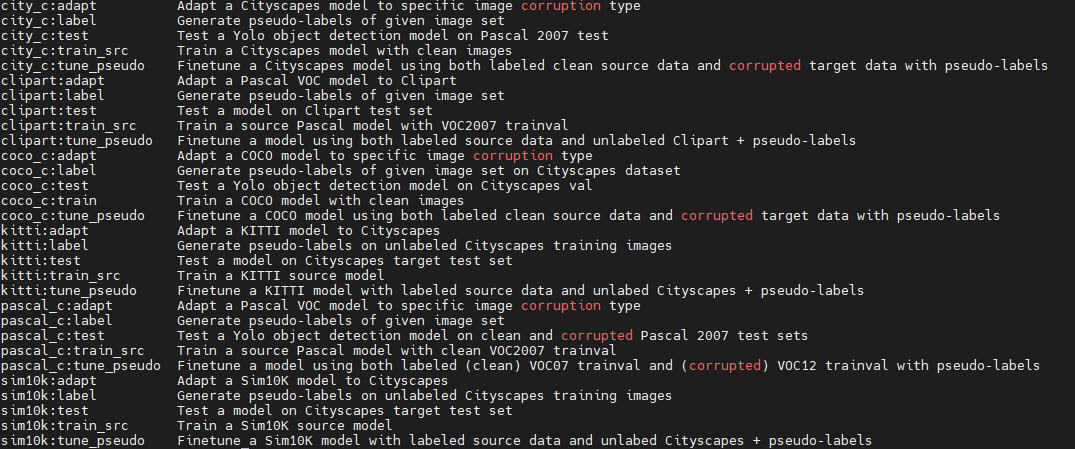 city_c:adapt Adapt a Cityscapes model to specific image corruption type
city_c:label Generate pseudo-labels of given image set
city_c:test Test a Yolo object detection model on Pascal 2007 test
city_c:train_src Train a Cityscapes model with clean images
city_c:tune_pseudo Finetune a Cityscapes model using both labeled clean source data and corrupted target data with pseudo-labels
clipart:adapt Adapt a Pascal VOC model to Clipart
clipart:label Generate pseudo-labels of given image set
clipart:test Test a model on Clipart test set
clipart:train_src Train a source Pascal model with VOC2007 trainval
clipart:tune_pseudo Finetune a model using both labeled source data and unlabeled Clipart + pseudo-labels
coco_c:adapt Adapt a COCO model to specific image corruption type
coco_c:label Generate pseudo-labels of given image set on Cityscapes dataset
coco_c:test Test a Yolo object detection model on Cityscapes val
coco_c:train Train a COCO model with clean images
coco_c:tune_pseudo Finetune a COCO model using both labeled clean source data and corrupted target data with pseudo-labels
kitti:adapt Adapt a KITTI model to Cityscapes
kitti:label Generate pseudo-labels on unlabeled Cityscapes training images
kitti:test Test a model on Cityscapes target test set
kitti:train_src Train a KITTI source model
kitti:tune_pseudo Finetune a KITTI model with labeled source data and unlabed Cityscapes + pseudo-labels
pascal_c:adapt Adapt a Pascal VOC model to specific image corruption type
pascal_c:label Generate pseudo-labels of given image set
pascal_c:test Test a Yolo object detection model on clean and corrupted Pascal 2007 test sets
pascal_c:train_src Train a source Pascal model with clean VOC2007 trainval
pascal_c:tune_pseudo Finetune a model using both labeled (clean) VOC07 trainval and (corrupted) VOC12 trainval with pseudo-labels
sim10k:adapt Adapt a Sim10K model to Cityscapes
sim10k:label Generate pseudo-labels on unlabeled Cityscapes training images
sim10k:test Test a model on Cityscapes target test set
sim10k:train_src Train a Sim10K source model
sim10k:tune_pseudo Finetune a Sim10K model with labeled source data and unlabed Cityscapes + pseudo-labels